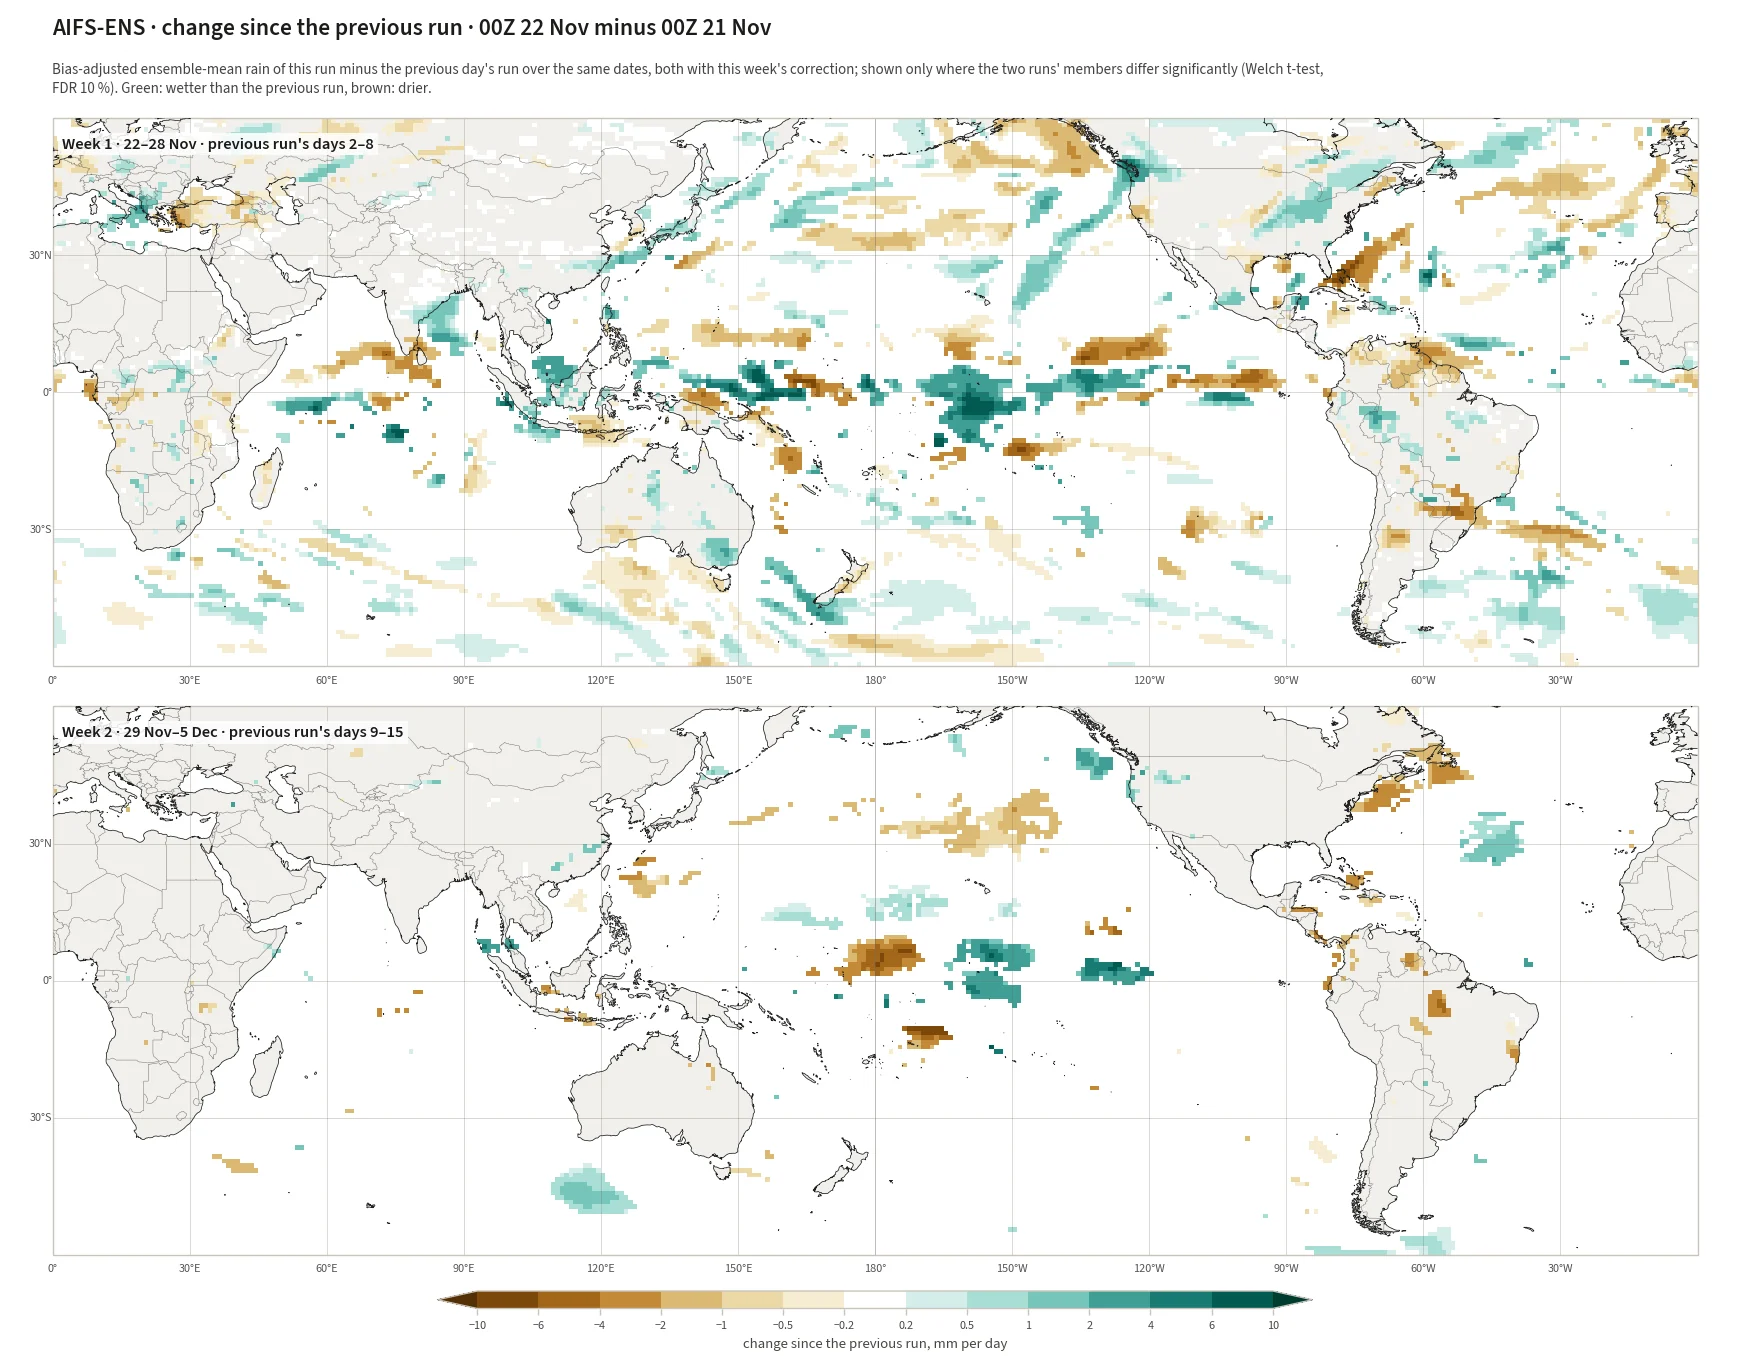 AIFS-ENS · change since the previous run · 00Z 22 Nov minus 00Z 21 Nov
Bias-adjusted ensemble-mean rain of this run minus the previous day's run over the same dates, both with this week's correction; shown only where the two runs' members differ significantly (Welch t-test,
FDR 10 %). Green: wetter than the previous run, brown: drier.
Week 1 · 22–28 Nov · previous run's days 2–8
30°N
0°
30°S
0° 30°E 60°E 90°E 120°E 150°E 180° 150°W 120°W 90°W 60°W 30°W
Week 2 · 29 Nov–5 Dec · previous run's days 9–15
30°N
0°
30°S
0° 30°E 60°E 90°E 120°E 150°E 180° 150°W 120°W 90°W 60°W 30°W
−10 −6 −4 −2 −1 −0.5 −0.2 0.2 0.5 1 2 4 6 10
change since the previous run, mm per day